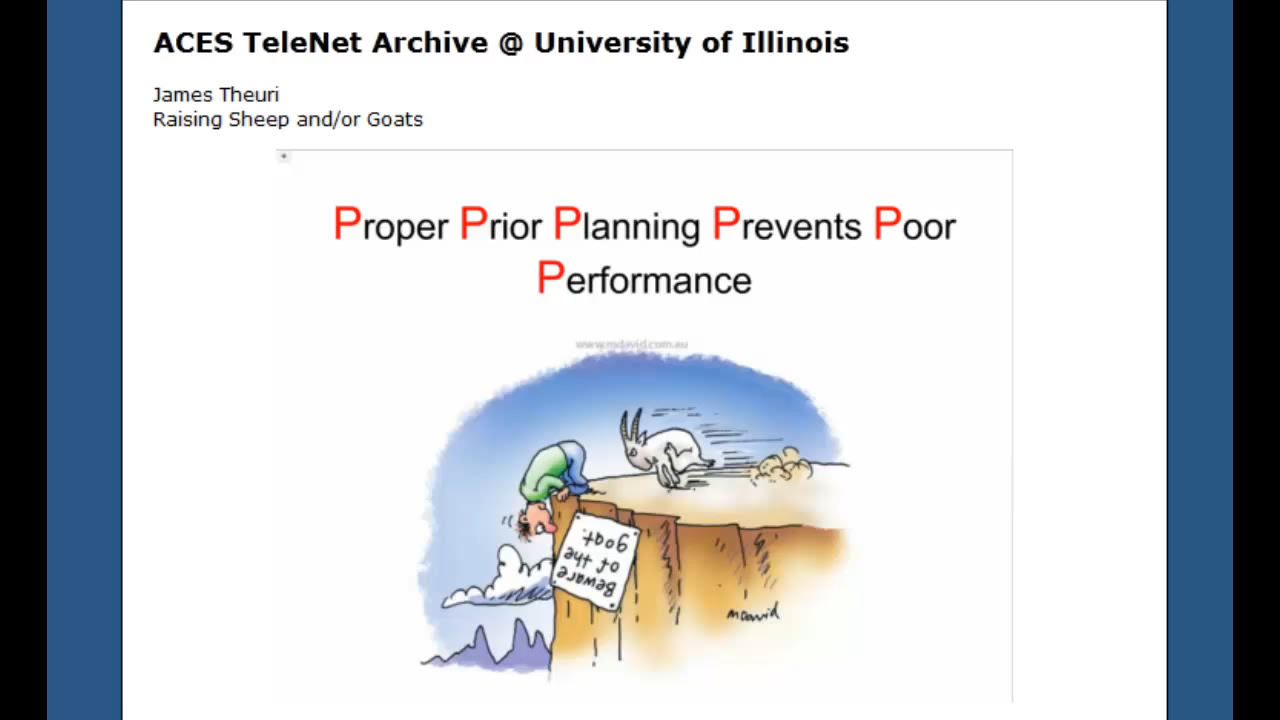 ACES TeleNet Archive @ University of Illinois
James Theuri
Raising Sheep and/or Goats
Proper Prior Planning Prevents Poor
Performance
www.mdavid.com.au
Beware
of the
goat.
mDavid